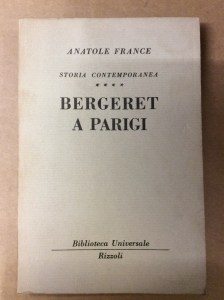 ANATOLE FRANCE
STORIA CONTEMPORANEA
****
BERGERET
A PARIGI
Biblioteca Universale
Rizzoli